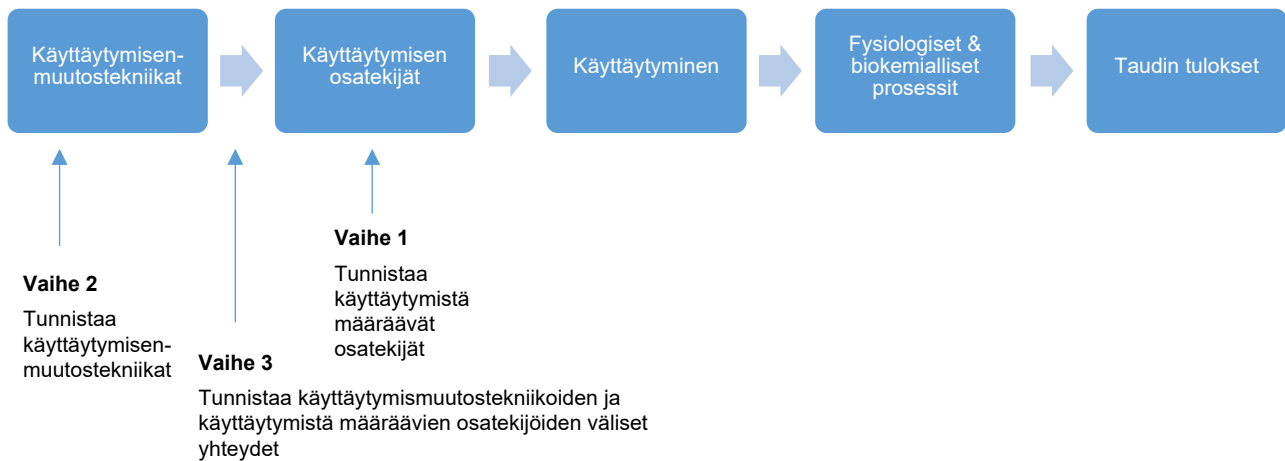 Käyttäytymisen-
muutostekniikat
Käyttäytymisen
osatekijät
Käyttäytyminen
Fysiologiset &
biokemialliset
prosessit
Taudin tulokset
Vaihe 1
Tunnistaa
käyttäytymistä
määräävät
osatekijät
Vaihe 2
Tunnistaa
käyttäytymisen-
muutostekniikat
Vaihe 3
Tunnistaa käyttäytymismuutostekniikoiden ja
käyttäytymistä määräävien osatekijöiden väliset
yhteydet